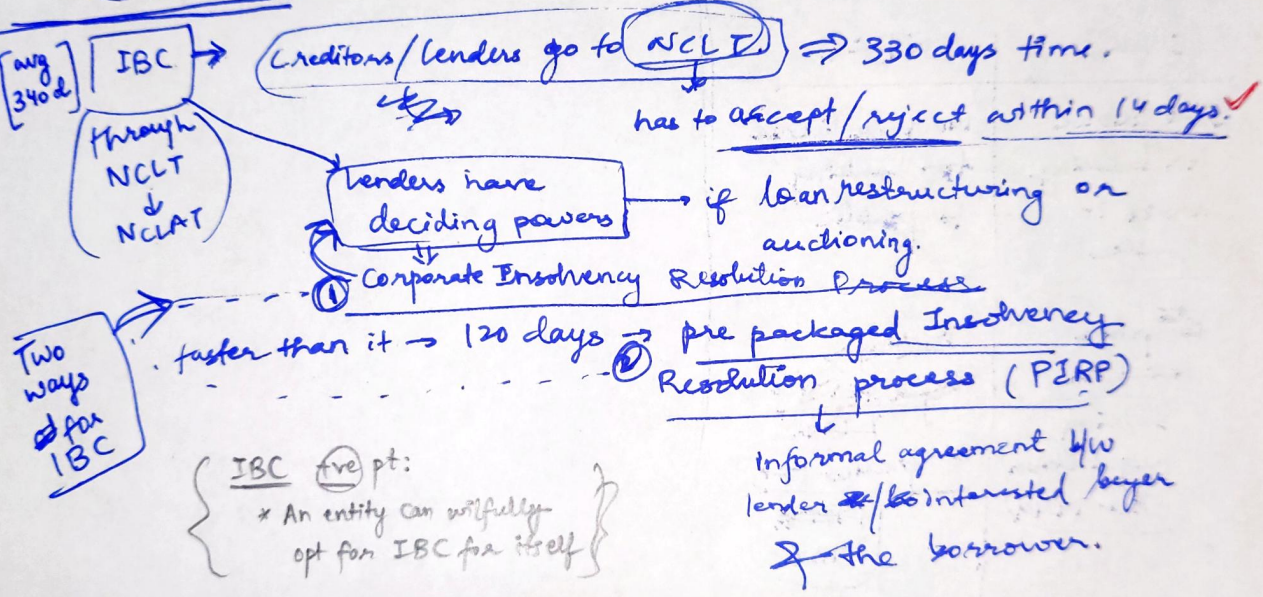 [avg 340d]
IBC → Creditors/lenders go to NCLT. ⇒ 330 days time.
↓
has to accept/reject within 14 days. ✓
through
NCLT
↓
NCLAT
Lenders have
deciding powers → if loan restructuring or
auctioning.
① Corporate Insolvency Resolution Process
Two
ways
for
IBC
faster than it → 120 days → pre packaged Insolvency
② Resolution process (PIRP)
↓
informal agreement b/w
lender / interested buyer
& the borrower.
IBC +ve pt:
* An entity can wilfully
opt for IBC for itself